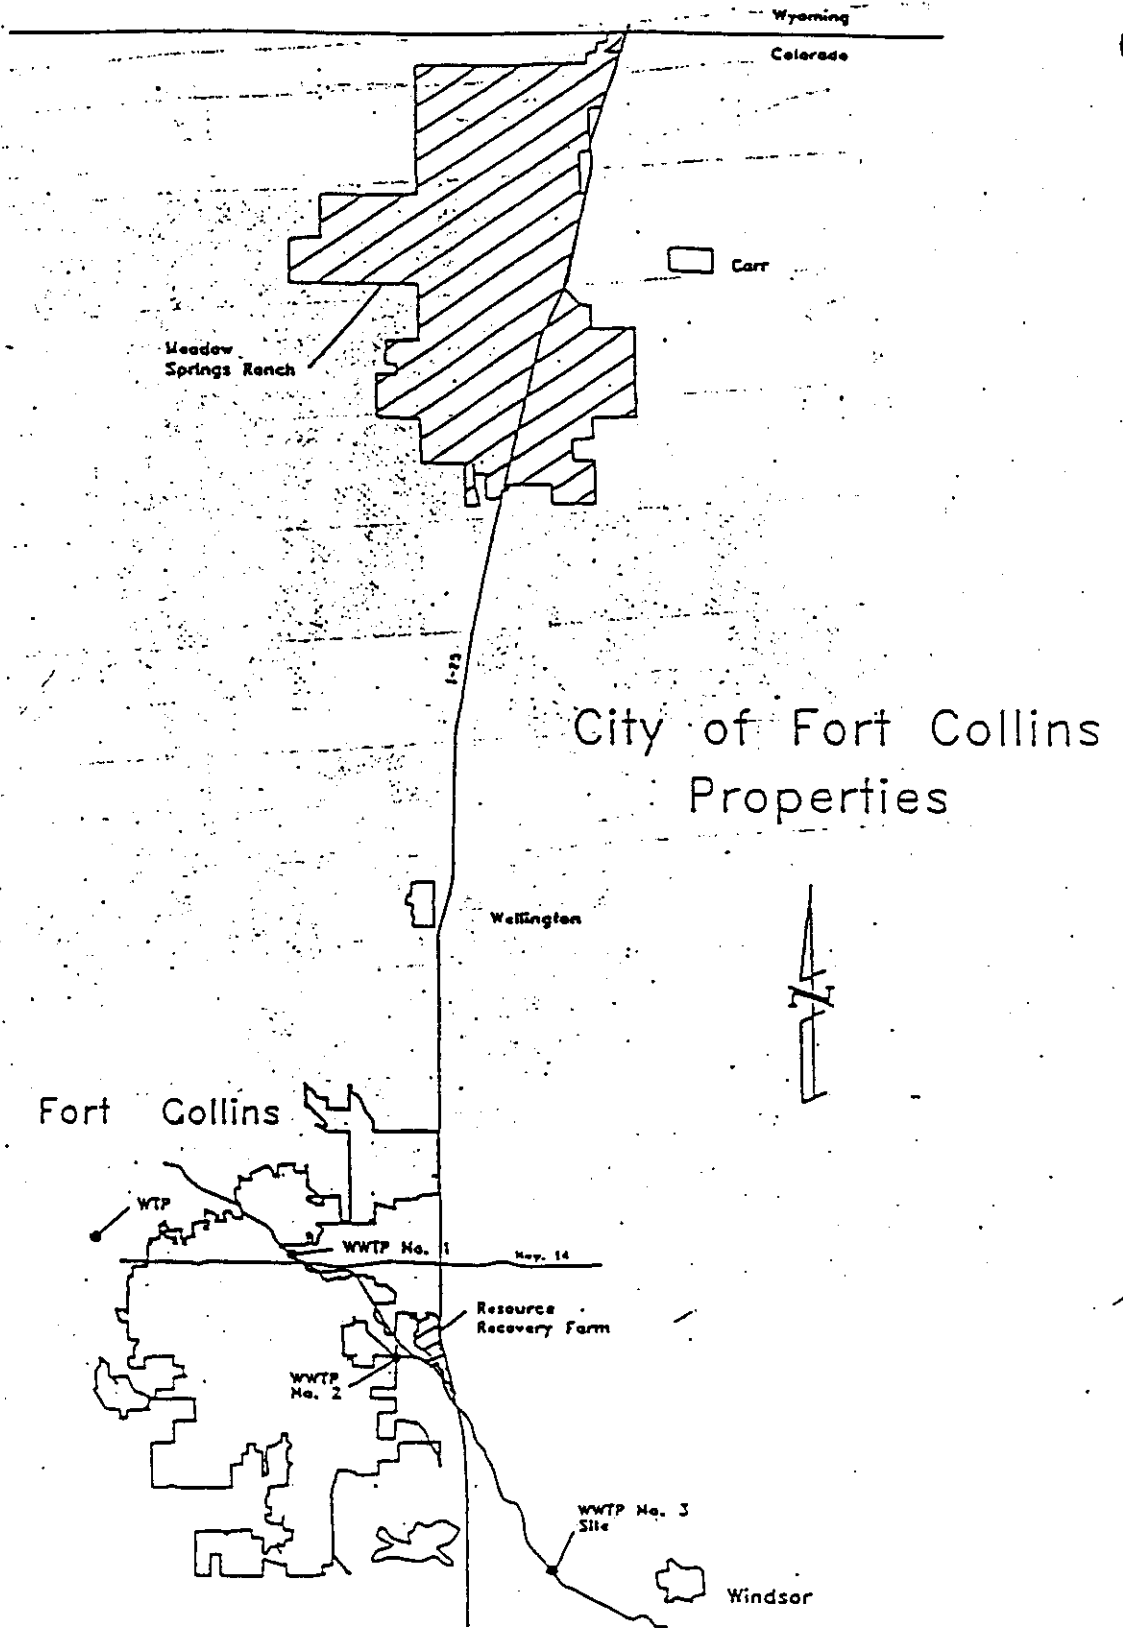 Wyoming
Colorado
Carr
Meadow
Springs Ranch
I-25
City of Fort Collins
Properties
Wellington
N
Fort Collins
WTP
WWTP No. 1
Hwy. 14
Resource
Recovery Farm
WWTP
No. 2
WWTP No. 3
Site
Windsor